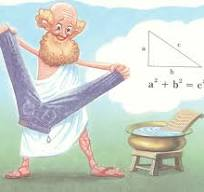 a
c
b
a² + b² = c²